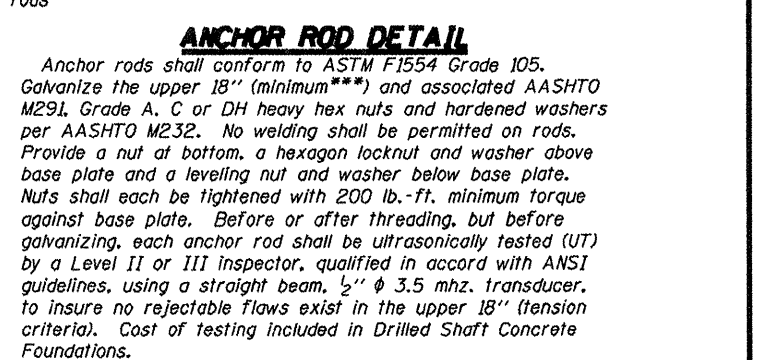 rods
ANCHOR ROD DETAIL
Anchor rods shall conform to ASTM F1554 Grade 105.
Galvanize the upper 18" (minimum***) and associated AASHTO
M291, Grade A, C or DH heavy hex nuts and hardened washers
per AASHTO M232. No welding shall be permitted on rods.
Provide a nut at bottom, a hexagon locknut and washer above
base plate and a leveling nut and washer below base plate.
Nuts shall each be tightened with 200 lb.-ft. minimum torque
against base plate. Before or after threading, but before
galvanizing, each anchor rod shall be ultrasonically tested (UT)
by a Level II or III inspector, qualified in accord with ANSI
guidelines, using a straight beam, ½" φ 3.5 mhz. transducer,
to insure no rejectable flaws exist in the upper 18" (tension
criteria). Cost of testing included in Drilled Shaft Concrete
Foundations.